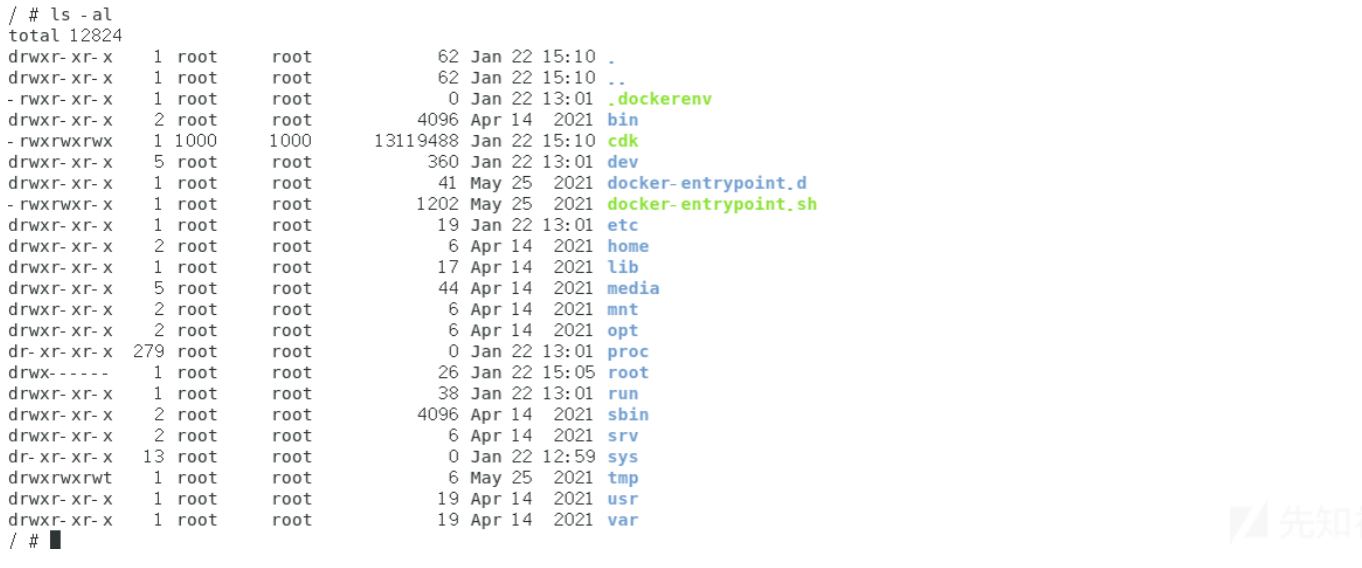 / # ls -al
total 12824
drwxr-xr-x 1 root root 62 Jan 22 15:10 .
drwxr-xr-x 1 root root 62 Jan 22 15:10 ..
-rwxr-xr-x 1 root root 0 Jan 22 13:01 .dockerenv
drwxr-xr-x 2 root root 4096 Apr 14 2021 bin
-rwxrwxrwx 1 1000 1000 13119488 Jan 22 15:10 cdk
drwxr-xr-x 5 root root 360 Jan 22 13:01 dev
drwxr-xr-x 1 root root 41 May 25 2021 docker-entrypoint.d
-rwxrwxr-x 1 root root 1202 May 25 2021 docker-entrypoint.sh
drwxr-xr-x 1 root root 19 Jan 22 13:01 etc
drwxr-xr-x 2 root root 6 Apr 14 2021 home
drwxr-xr-x 1 root root 17 Apr 14 2021 lib
drwxr-xr-x 5 root root 44 Apr 14 2021 media
drwxr-xr-x 2 root root 6 Apr 14 2021 mnt
drwxr-xr-x 2 root root 6 Apr 14 2021 opt
dr-xr-xr-x 279 root root 0 Jan 22 13:01 proc
drwx------ 1 root root 26 Jan 22 15:05 root
drwxr-xr-x 1 root root 38 Jan 22 13:01 run
drwxr-xr-x 2 root root 4096 Apr 14 2021 sbin
drwxr-xr-x 2 root root 6 Apr 14 2021 srv
dr-xr-xr-x 13 root root 0 Jan 22 12:59 sys
drwxrwxrwt 1 root root 6 May 25 2021 tmp
drwxr-xr-x 1 root root 19 Apr 14 2021 usr
drwxr-xr-x 1 root root 19 Apr 14 2021 var
/ #
先知